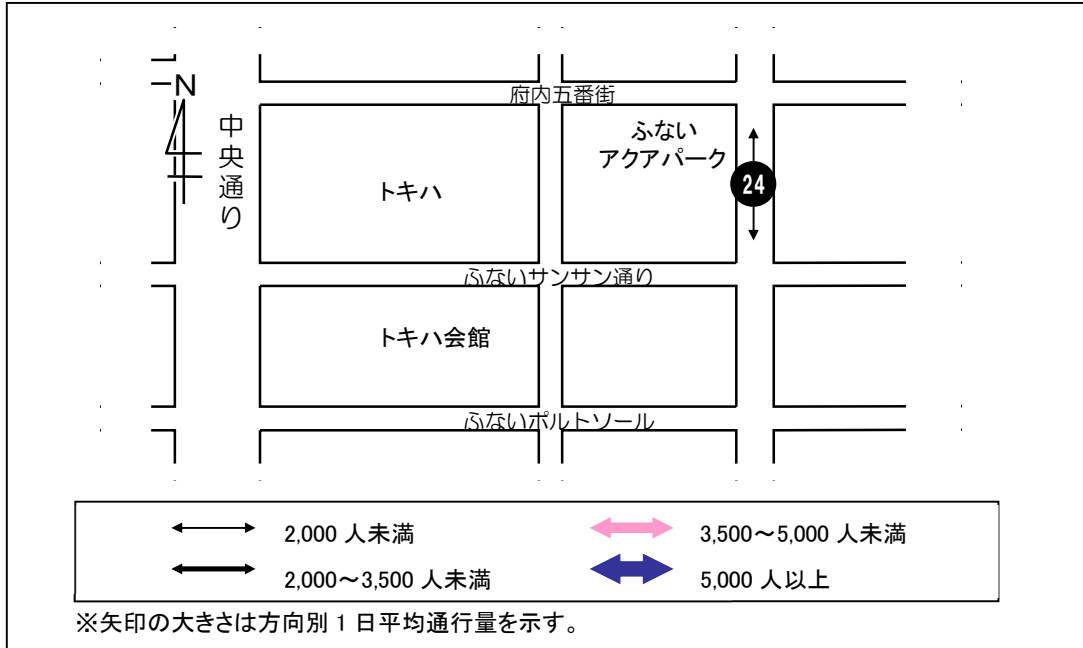 N
中央通り
府内五番街
ふない
アクアパーク
24
トキハ
ふないサンサン通り
トキハ会館
ふないポルトソール
2,000 人未満
3,500～5,000 人未満
2,000～3,500 人未満
5,000 人以上
※矢印の大きさは方向別 1 日平均通行量を示す。